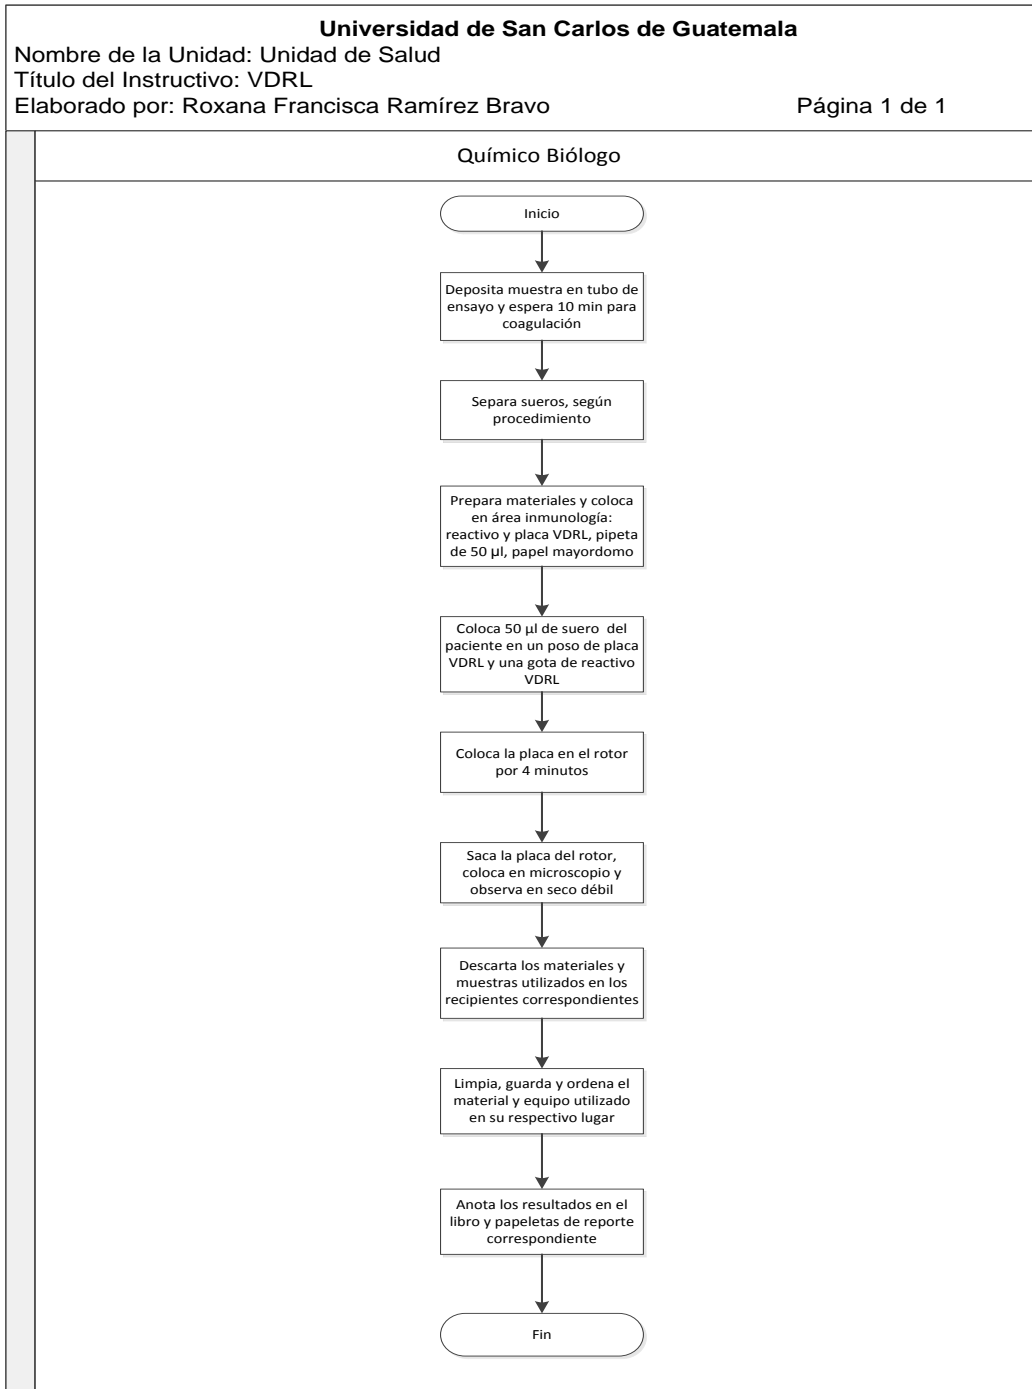 Universidad de San Carlos de Guatemala
Nombre de la Unidad: Unidad de Salud
Título del Instructivo: VDRL
Elaborado por: Roxana Francisca Ramírez Bravo Página 1 de 1
Químico Biólogo
Inicio
Deposita muestra en tubo de
ensayo y espera 10 min para
coagulación
Separa sueros, según
procedimiento
Prepara materiales y coloca
en área inmunología:
reactivo y placa VDRL, pipeta
de 50 µl, papel mayordomo
Coloca 50 µl de suero del
paciente en un poso de placa
VDRL y una gota de reactivo
VDRL
Coloca la placa en el rotor
por 4 minutos
Saca la placa del rotor,
coloca en microscopio y
observa en seco débil
Descarta los materiales y
muestras utilizados en los
recipientes correspondientes
Limpia, guarda y ordena el
material y equipo utilizado
en su respectivo lugar
Anota los resultados en el
libro y papeletas de reporte
correspondiente
Fin